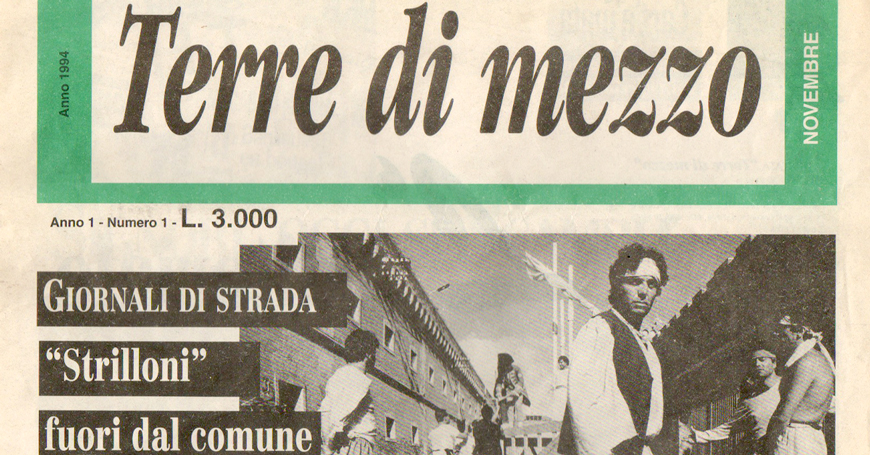 Anno 1994
Terre di mezzo
NOVEMBRE
Anno 1 - Numero 1 - L. 3.000
GIORNALI DI STRADA
“Strilloni”
fuori dal comune